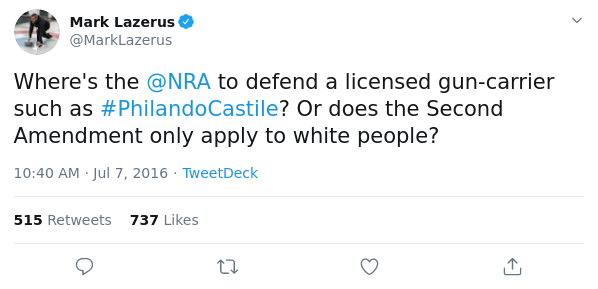 Mark Lazerus
@MarkLazerus
Where's the @NRA to defend a licensed gun-carrier
such as #PhilandoCastile? Or does the Second
Amendment only apply to white people?
10:40 AM · Jul 7, 2016 · TweetDeck
515 Retweets 737 Likes